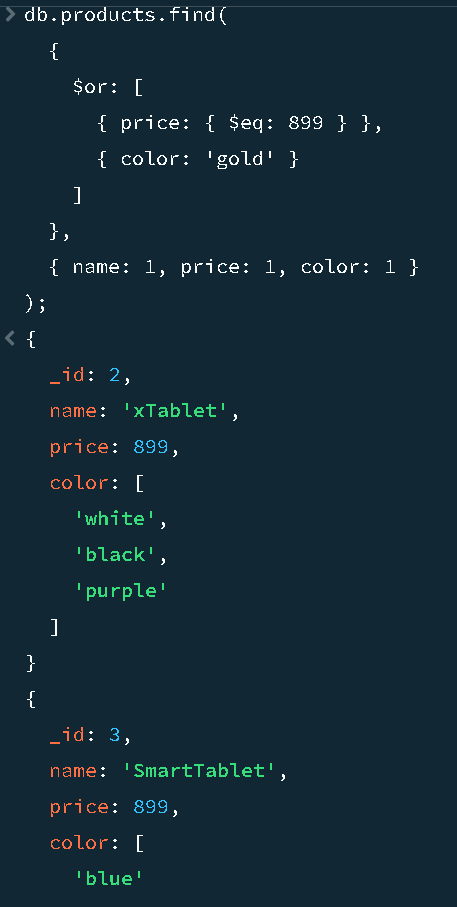 db.products.find(
{
$or: [
{ price: { $eq: 899 } },
{ color: 'gold' }
]
},
{ name: 1, price: 1, color: 1 }
);
{
_id: 2,
name: 'xTablet',
price: 899,
color: [
'white',
'black',
'purple'
]
}
{
_id: 3,
name: 'SmartTablet',
price: 899,
color: [
'blue'